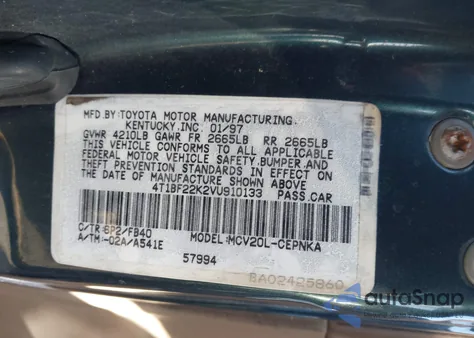 MFD.BY TOYOTA MOTOR MANUFACTURING.
KENTUCKY.INC. 01/97
GVWR 4210LB GAWR FR 2665LB RR 2665LB
THIS VEHICLE CONFORMS TO ALL APPLICABLE
FEDERAL MOTOR VEHICLE SAFETY.BUMPER.AND
THEFT PREVENTION STANDARDS IN EFFECT ON
THE DATE OF MANUFACTURE SHOWN ABOVE.
4T1BF22K2VU910133 PASS.CAR
C/TR:6P2/FB40 MODEL:MCV20L-CEPNKA
A/TM:-02A/A541E
57994
BA02425860
autoSnap